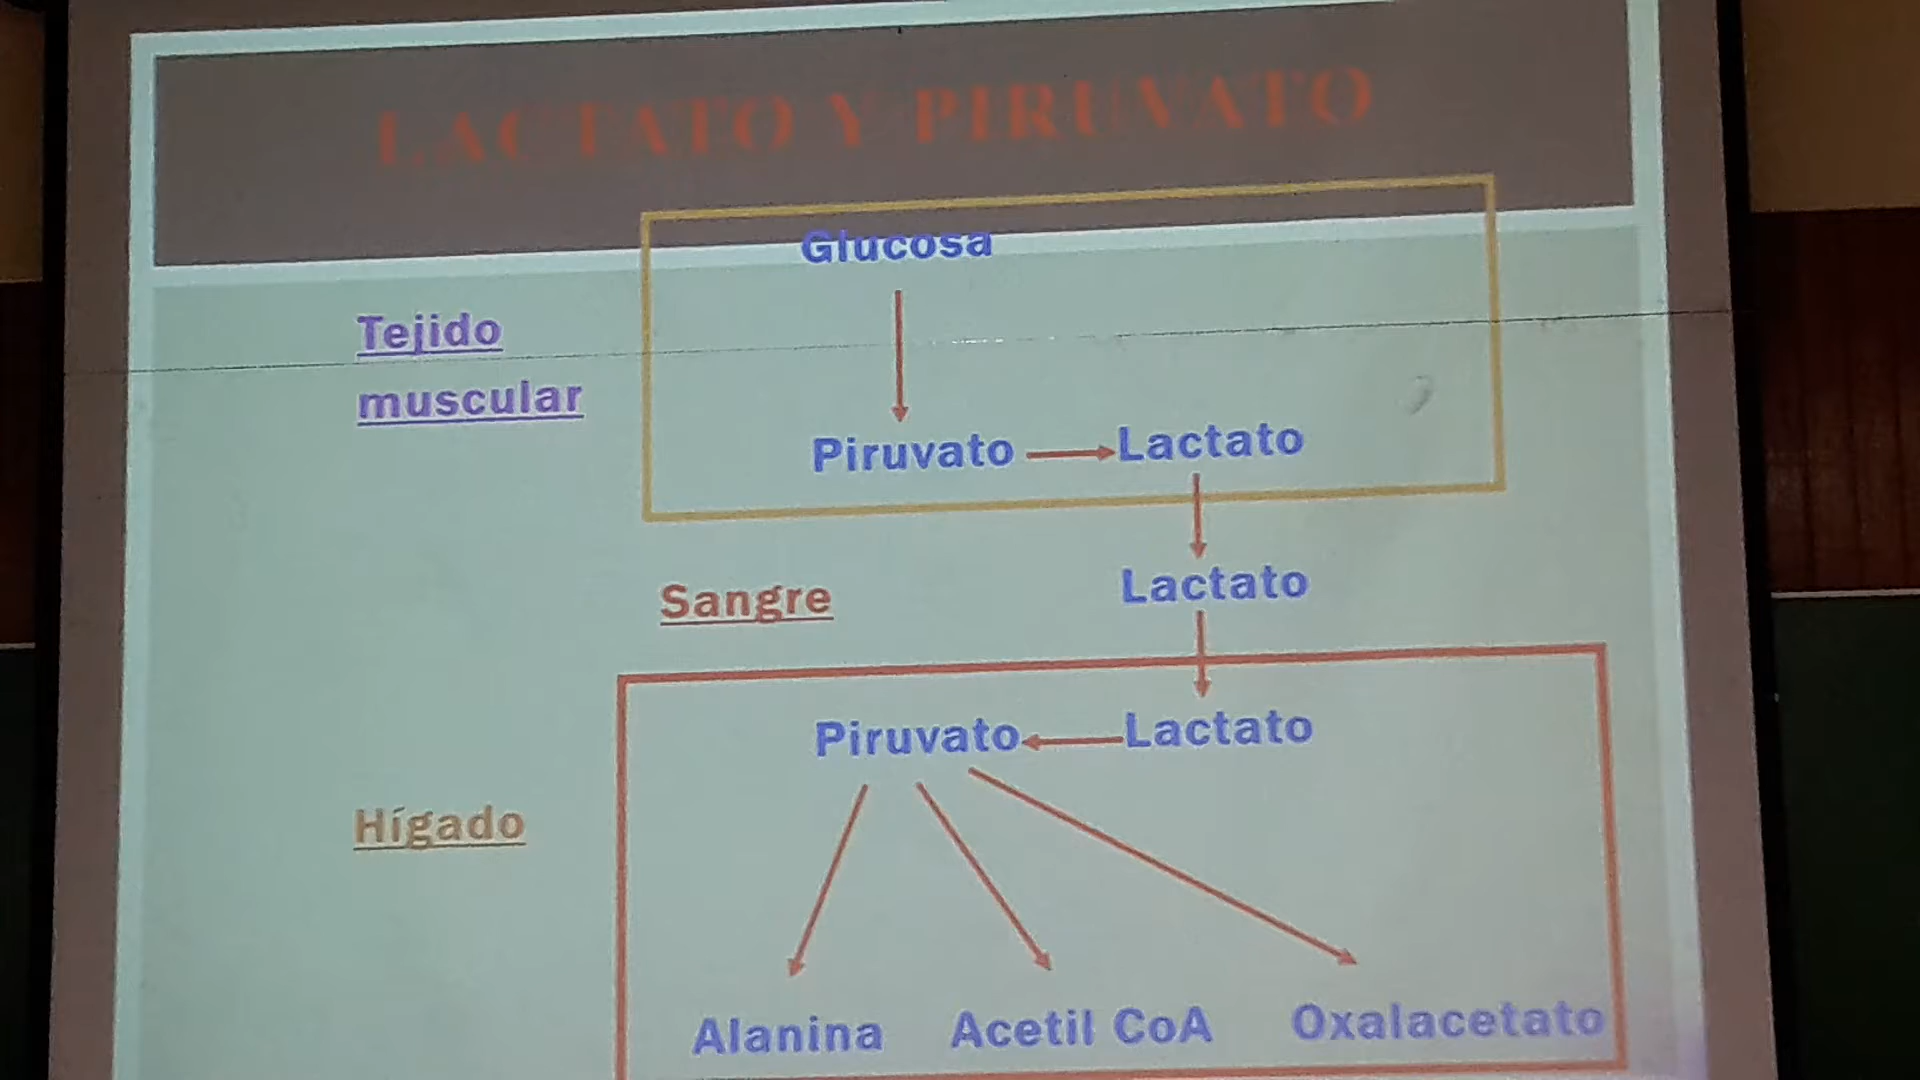 LACTATO Y PIRUVATO
Glucosa
Tejido
muscular
Piruvato Lactato
Sangre Lactato
Piruvato Lactato
Hígado
Alanina Acetil CoA Oxalacetato